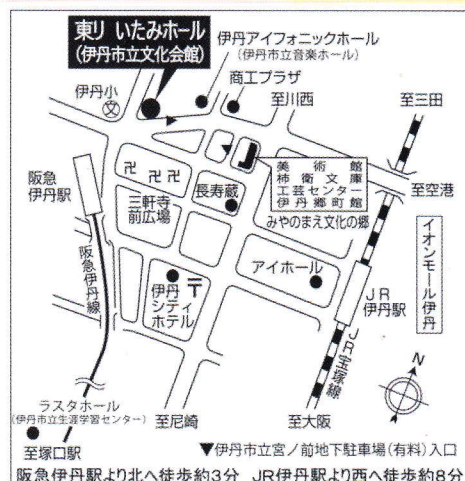 東リ いたみホール
(伊丹市立文化会館)
伊丹アイフォニックホール
(伊丹市立音楽ホール)
商工プラザ
伊丹小
文
至川西
至三田
阪急
伊丹駅
卍 卍 卍
三軒寺
前広場
長寿蔵
美術館
柿衞文庫
工芸センター
伊丹郷町館
みやのまえ文化の郷
至空港
イオンモール伊丹
阪急伊丹線
伊丹
シティ
ホテル
〒
アイホール
JR
伊丹駅
JR宝塚線
N
ラスタホール
(伊丹市立生涯学習センター)
至塚口駅
至尼崎
至大阪
▼伊丹市立宮ノ前地下駐車場(有料)入口
阪急伊丹駅より北へ徒歩約3分 JR伊丹駅より西へ徒歩約8分